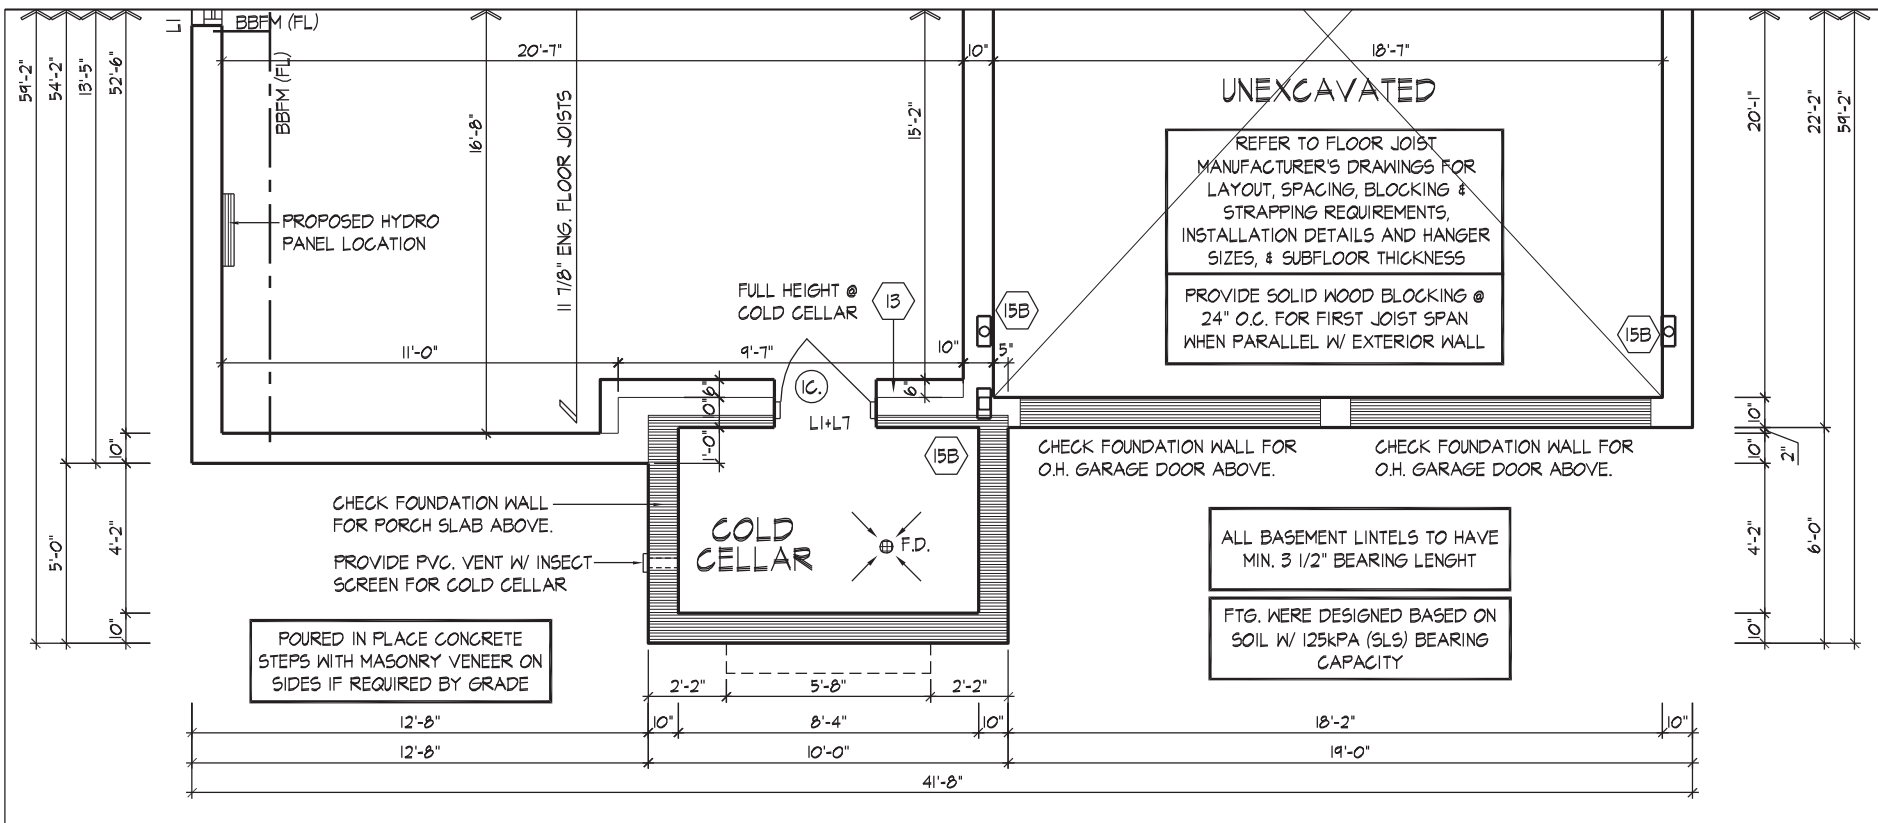 L1
BBFM (FL)
BBFM (FL)
59'-2"
54'-2"
13'-5"
52'-6"
20'-7"
10"
18'-7"
16'-8"
11 7/8" ENG. FLOOR JOISTS
15'-2"
UNEXCAVATED
20'-1"
22'-2"
59'-2"
REFER TO FLOOR JOIST
MANUFACTURER'S DRAWINGS FOR
LAYOUT, SPACING, BLOCKING &
STRAPPING REQUIREMENTS,
INSTALLATION DETAILS AND HANGER
SIZES, & SUBFLOOR THICKNESS
PROVIDE SOLID WOOD BLOCKING @
24" O.C. FOR FIRST JOIST SPAN
WHEN PARALLEL W/ EXTERIOR WALL
PROPOSED HYDRO
PANEL LOCATION
FULL HEIGHT @
COLD CELLAR
13
15B
15B
11'-0"
9'-7"
10"
5"
6"
10"
1'-0"
6"
1C.
L1+L7
15B
CHECK FOUNDATION WALL FOR
O.H. GARAGE DOOR ABOVE.
CHECK FOUNDATION WALL FOR
O.H. GARAGE DOOR ABOVE.
10"
10"
2"
10"
5'-0"
4'-2"
10"
CHECK FOUNDATION WALL
FOR PORCH SLAB ABOVE.
PROVIDE PVC. VENT W/ INSECT
SCREEN FOR COLD CELLAR
COLD
CELLAR
F.D.
ALL BASEMENT LINTELS TO HAVE
MIN. 3 1/2" BEARING LENGHT
FTG. WERE DESIGNED BASED ON
SOIL W/ 125KPA (SLS) BEARING
CAPACITY
4'-2"
6'-0"
10"
POURED IN PLACE CONCRETE
STEPS WITH MASONRY VENEER ON
SIDES IF REQUIRED BY GRADE
2'-2"
5'-8"
2'-2"
12'-8"
10"
8'-4"
10"
18'-2"
10"
12'-8"
10'-0"
19'-0"
41'-8"